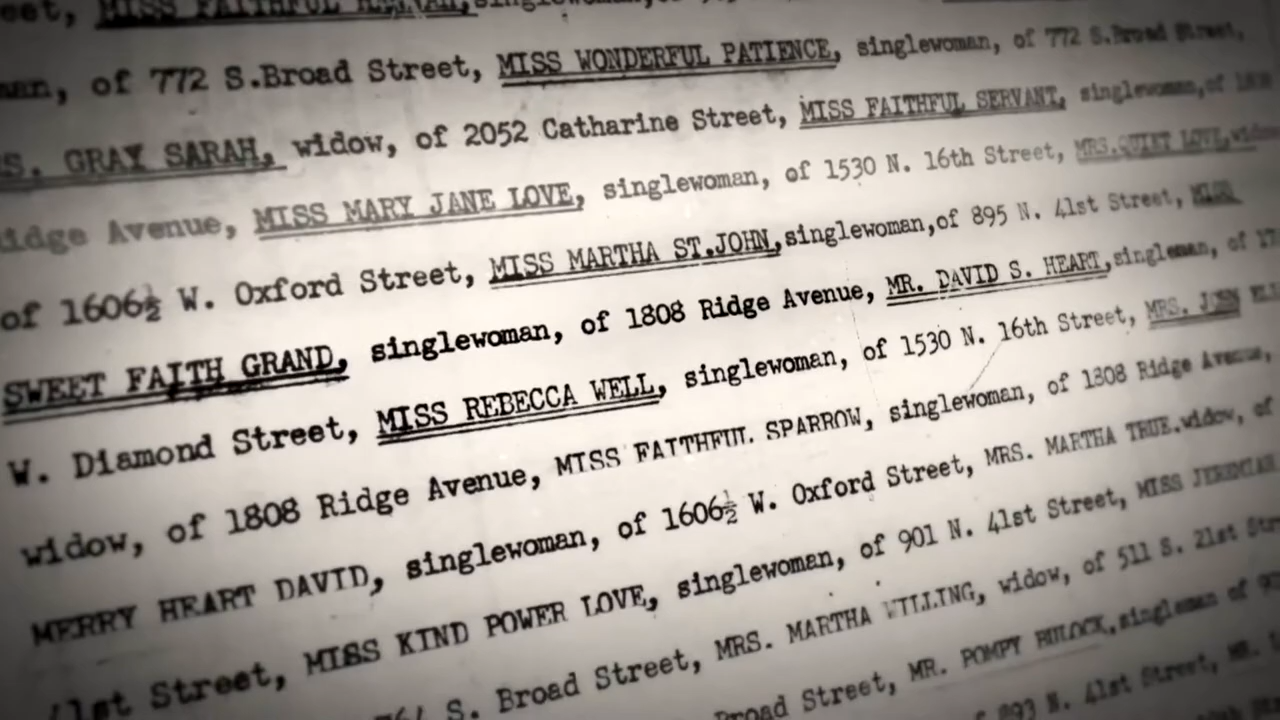 MISS FAITHFUL
man, of 772 S.Broad Street, MISS WONDERFUL PATIENCE, singlewoman, of 772 S.Broad Street,
S. GRAY SARAH, widow, of 2052 Catharine Street, MISS FAITHFUL SERVANT, singlewoman,of
idge Avenue, MISS MARY JANE LOVE, singlewoman, of 1530 N. 16th Street, MRS.QUIET LOVE,
of 1606½ W. Oxford Street, MISS MARTHA ST.JOHN,singlewoman,of 895 N. 41st Street, MISS
SWEET FAITH GRAND, singlewoman, of 1808 Ridge Avenue, MR. DAVID S. HEART,singleman, of
W. Diamond Street, MISS REBECCA WELL, singlewoman, of 1530 N. 16th Street, MRS. JOHN
widow, of 1808 Ridge Avenue, MISS FAITHFUL SPARROW, singlewoman, of 1808 Ridge Avenue,
MERRY HEART DAVID, singlewoman, of 1606½ W. Oxford Street, MRS. MARTHA TRUE.widow, of
41st Street, MISS KIND POWER LOVE, singlewoman, of 901 N. 41st Street, MISS JEREMIAH
S. Broad Street, MRS. MARTHA WILLING, widow, of 511 S. 21st
Broad Street, MR. POMPY BULOCK,singleman of
893 N. 41st Street, MR.